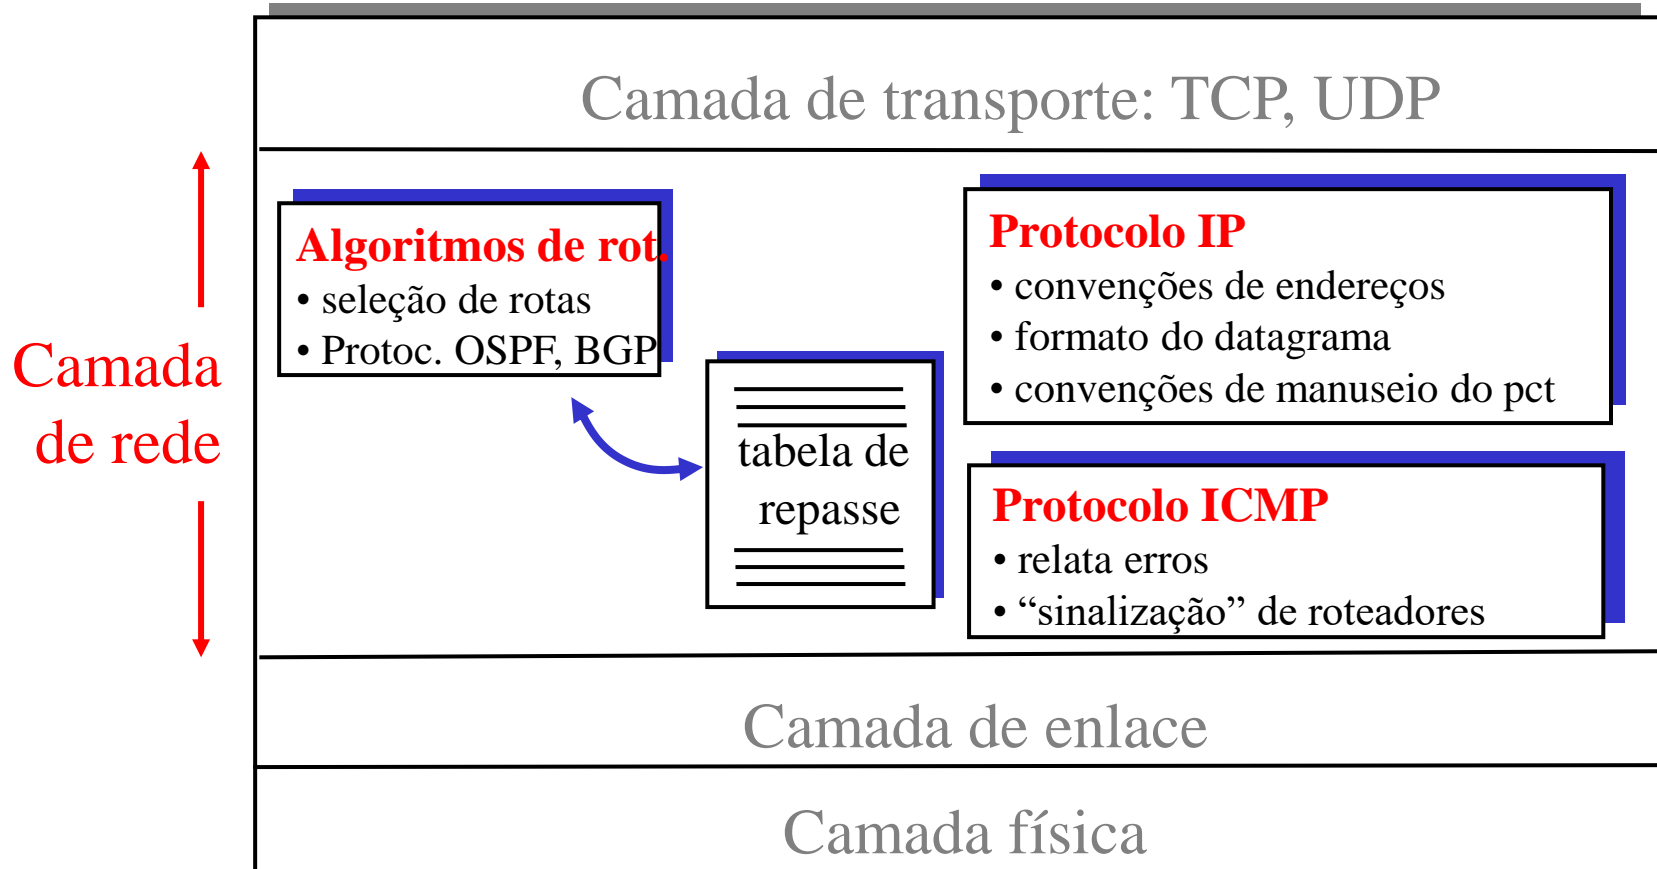 Camada de transporte: TCP, UDP
Camada
de rede
Algoritmos de rot.
• seleção de rotas
• Protoc. OSPF, BGP
tabela de
repasse
Protocolo IP
• convenções de endereços
• formato do datagrama
• convenções de manuseio do pct
Protocolo ICMP
• relata erros
• “sinalização” de roteadores
Camada de enlace
Camada física